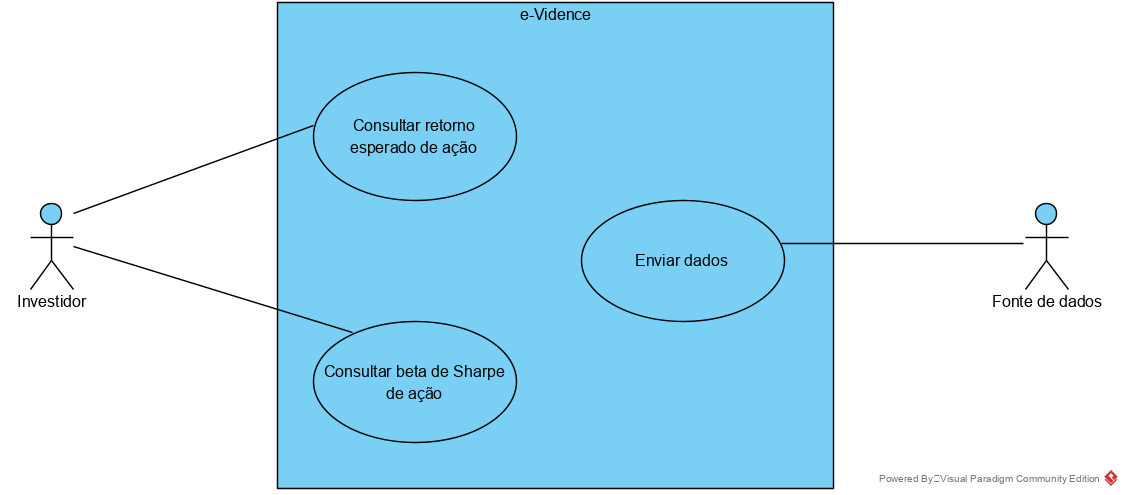 e-Vidence
Consultar retorno
esperado de ação
Enviar dados
Investidor
Fonte de dados
Consultar beta de Sharpe
de ação
Powered By Visual Paradigm Community Edition